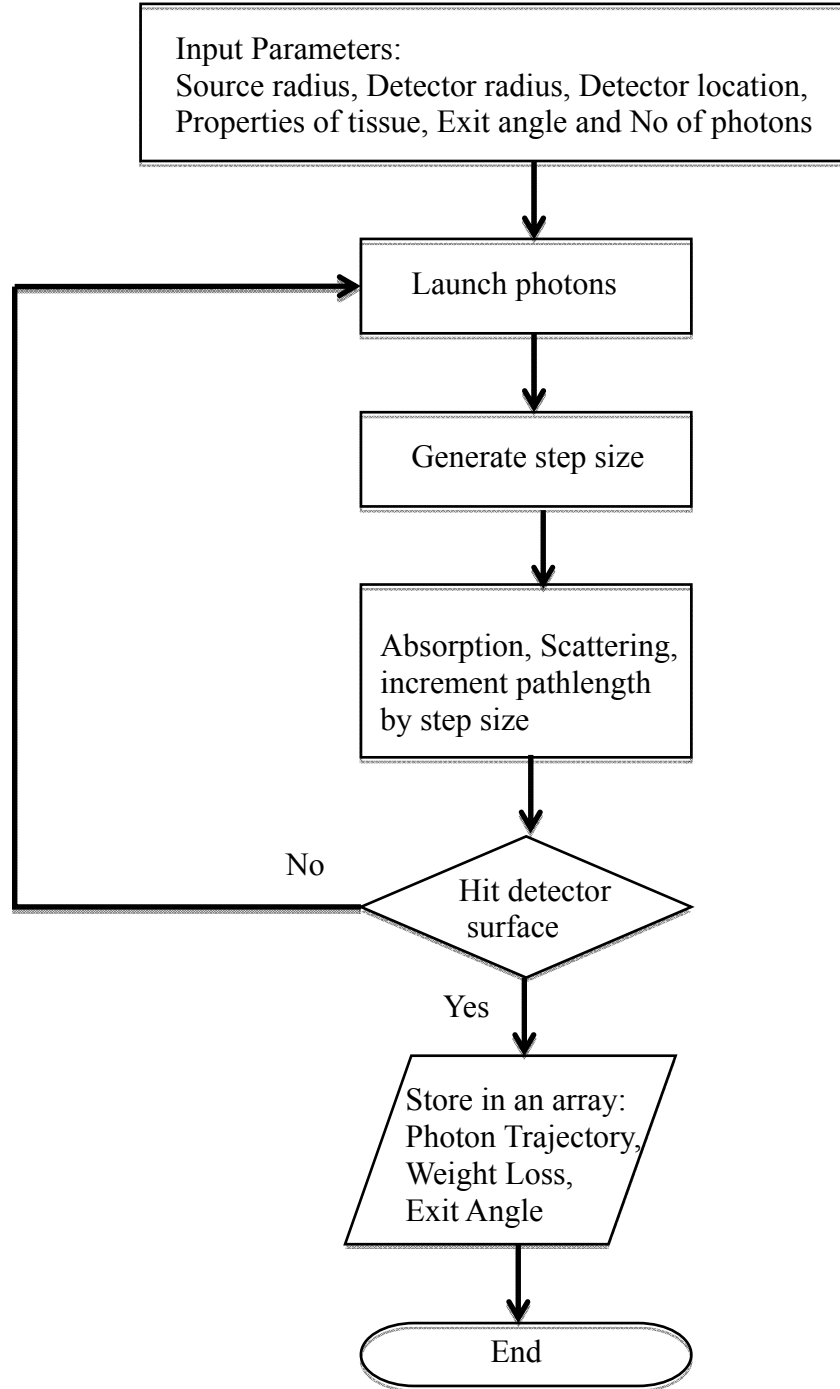 Input Parameters:
Source radius, Detector radius, Detector location,
Properties of tissue, Exit angle and No of photons
Launch photons
Generate step size
Absorption, Scattering,
increment pathlength
by step size
No
Hit detector
surface
Yes
Store in an array:
Photon Trajectory,
Weight Loss,
Exit Angle
End